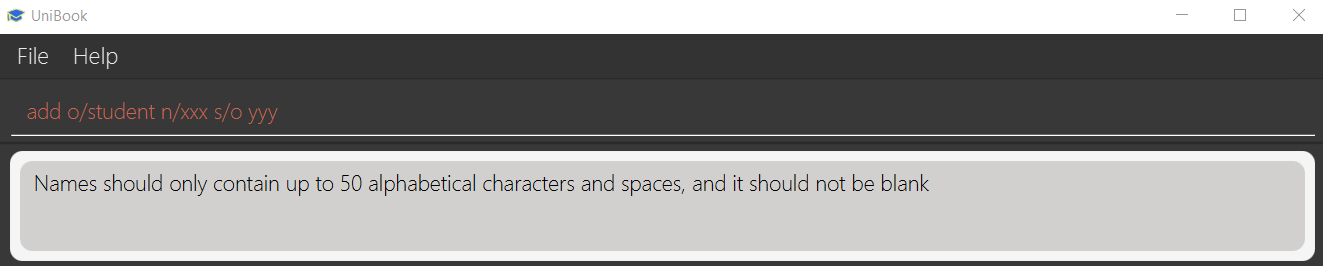 UniBook
File Help
add o/student n/xxx s/o yyy
Names should only contain up to 50 alphabetical characters and spaces, and it should not be blank